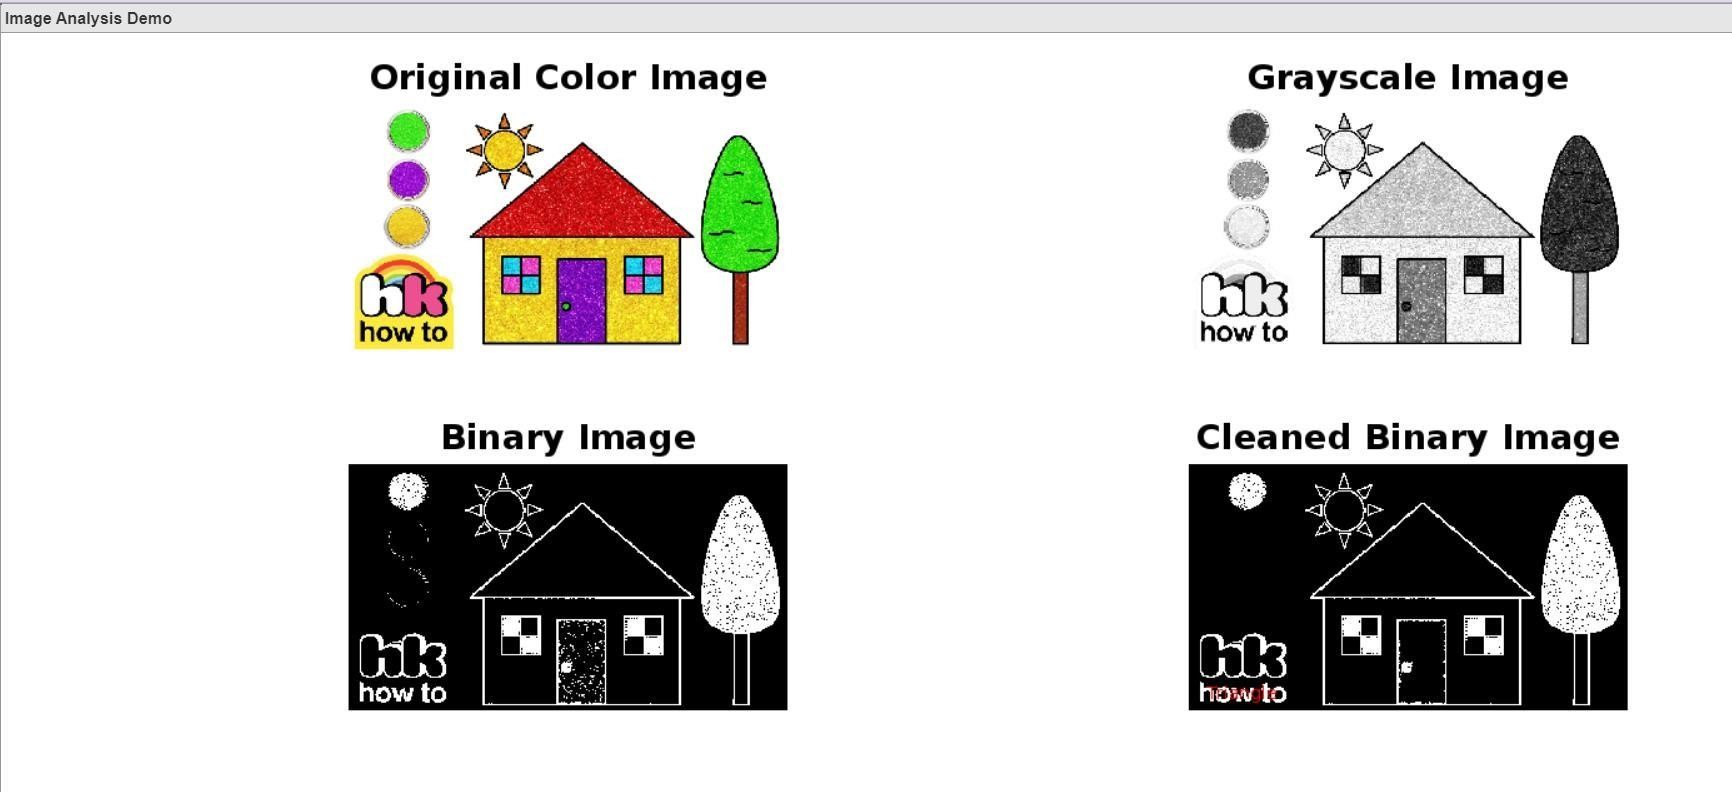 Image Analysis Demo
Original Color Image
Grayscale Image
hk
how to
hk
how to
Binary Image
Cleaned Binary Image
hk
how to
hk
how to
Triangle